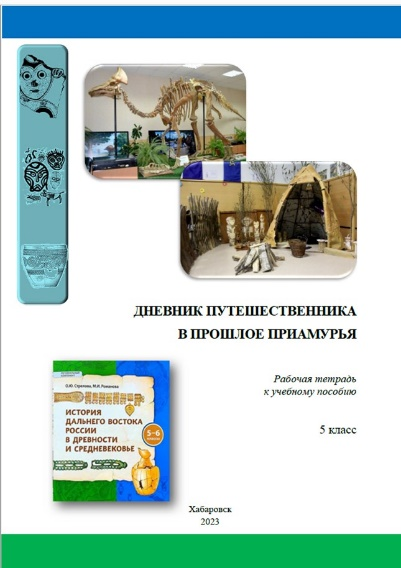 ДНЕВНИК ПУТЕШЕСТВЕННИКА
В ПРОШЛОЕ ПРИАМУРЬЯ
Рабочая тетрадь
к учебному пособию
5 класс
О.Ю. Стрелова, М.И. Романова
ИСТОРИЯ
ДАЛЬНЕГО ВОСТОКА
РОССИИ
В ДРЕВНОСТИ
И СРЕДНЕВЕКОВЬЕ
5–6
Хабаровск
2023